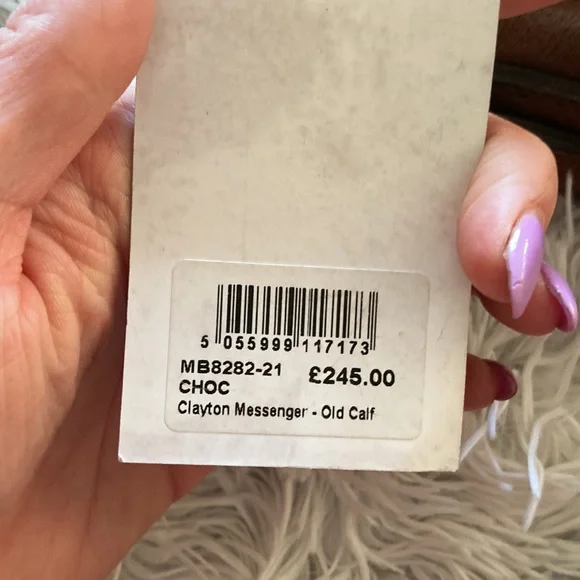 5 055999 117173
MB8282-21 £245.00
CHOC
Clayton Messenger - Old Calf